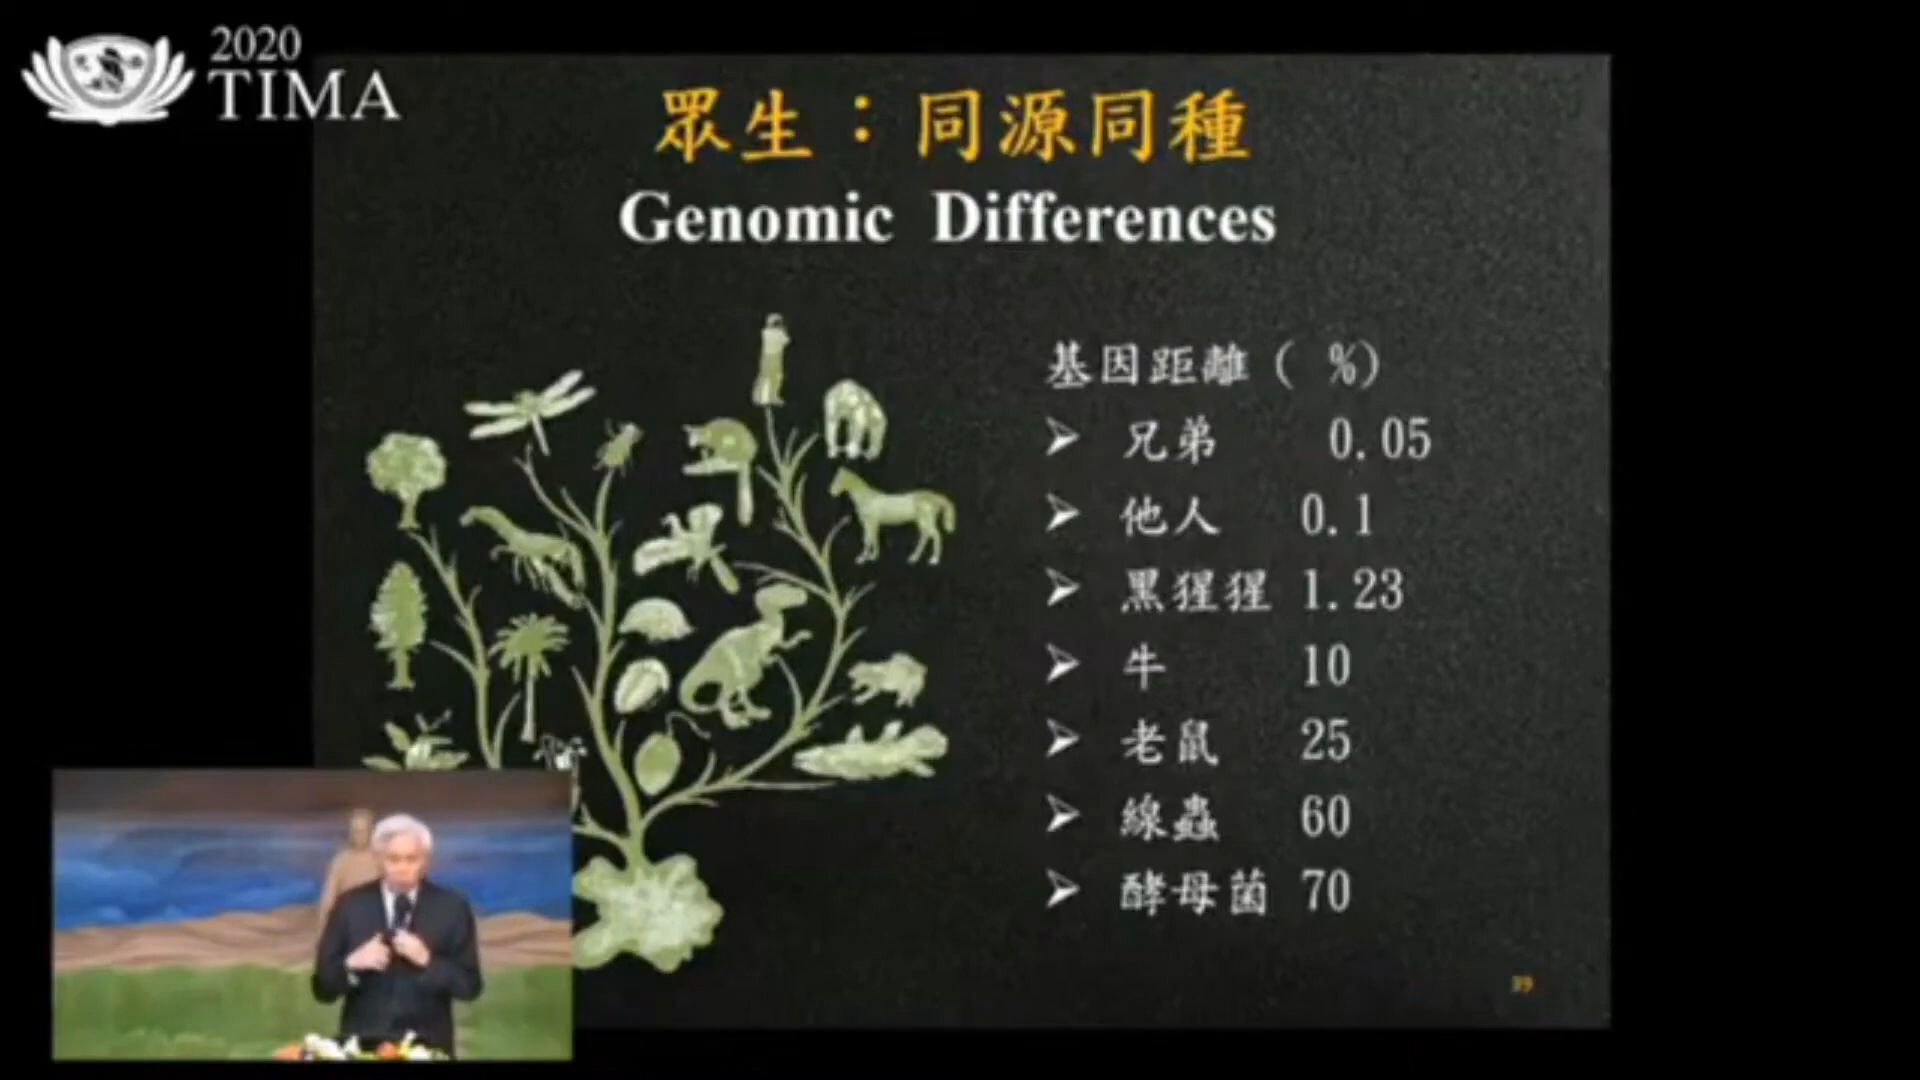 2020
TIMA
眾生：同源同種
Genomic Differences
基因距離( %)
➢ 兄弟 0.05
➢ 他人 0.1
➢ 黑猩猩 1.23
➢ 牛 10
➢ 老鼠 25
➢ 線蟲 60
➢ 酵母菌 70
39